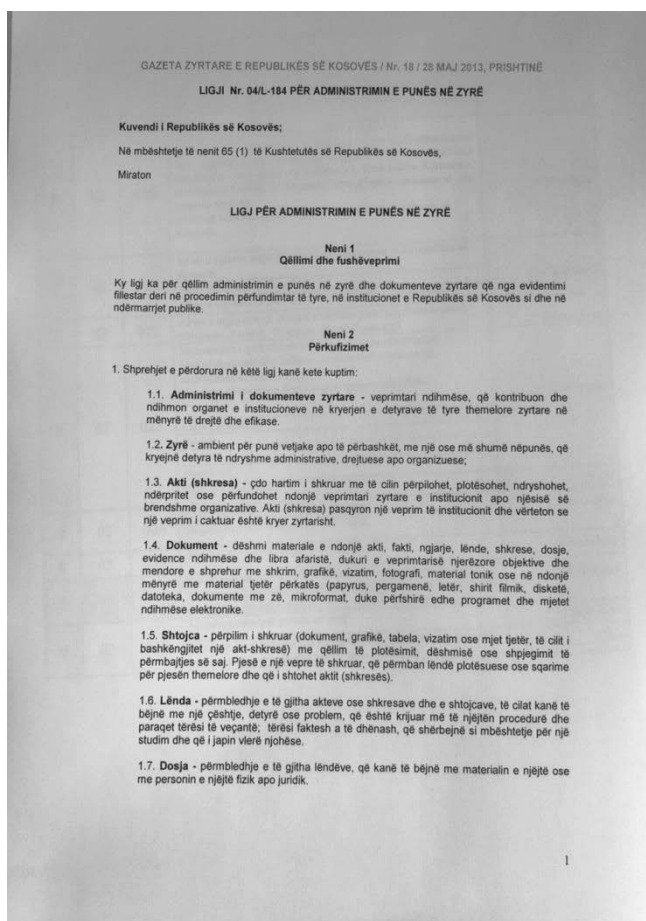 GAZETA ZYRTARE E REPUBLIKËS SË KOSOVËS / Nr. 18 / 28 MAJ 2013, PRISHTINË
LIGJI Nr. 04/L-184 PËR ADMINISTRIMIN E PUNËS NË ZYRË
Kuvendi i Republikës së Kosovës;
Në mbështetje të nenit 65 (1) të Kushtetutës së Republikës së Kosovës,
Miraton
LIGJ PËR ADMINISTRIMIN E PUNËS NË ZYRË
Neni 1
Qëllimi dhe fushëveprimi
Ky ligj ka për qëllim administrimin e punës në zyrë dhe dokumenteve zyrtare që nga evidentimi
fillestar deri në procedimin përfundimtar të tyre, në institucionet e Republikës së Kosovës si dhe në
ndërmarrjet publike.
Neni 2
Përkufizimet
1. Shprehjet e përdorura në këtë ligj kanë kete kuptim:
1.1. Administrimi i dokumenteve zyrtare - veprimtari ndihmëse, që kontribuon dhe
ndihmon organet e institucioneve në kryerjen e detyrave të tyre themelore zyrtare në
mënyrë të drejtë dhe efikase.
1.2. Zyrë - ambient për punë vetjake apo të përbashkët, me një ose më shumë nëpunës, që
kryejnë detyra të ndryshme administrative, drejtuese apo organizuese;
1.3. Akti (shkresa) - çdo hartim i shkruar me të cilin përpilohet, plotësohet, ndryshohet,
ndërpritet ose përfundohet ndonjë veprimtari zyrtare e institucionit apo njësisë së
brendshme organizative. Akti (shkresa) pasqyron një veprim të institucionit dhe vërteton se
një veprim i caktuar është kryer zyrtarisht.
1.4. Dokument - dëshmi materiale e ndonjë akti, fakti, ngjarje, lënde, shkrese, dosje,
evidence ndihmëse dhe libra afaristë, dukuri e veprimtarisë njerëzore objektive dhe
mendore e shprehur me shkrim, grafikë, vizatim, fotografi, material tonik ose në ndonjë
mënyrë me material tjetër përkatës (papyrus, pergamenë, letër, shirit filmik, disketë,
datoteka, dokumente me zë, mikroformat, duke përfshirë edhe programet dhe mjetet
ndihmëse elektronike.
1.5. Shtojca - përpilim i shkruar (dokument, grafikë, tabela, vizatim ose mjet tjetër, të cilit i
bashkëngjitet një akt-shkresë) me qëllim të plotësimit, dëshmisë ose shpjegimit të
përmbajtjes së saj. Pjesë e një vepre të shkruar, që përmban lëndë plotësuese ose sqarime
për pjesën themelore dhe që i shtohet aktit (shkresës).
1.6. Lënda - përmbledhje e të gjitha akteve ose shkresave dhe e shtojcave, të cilat kanë të
bëjnë me një çështje, detyrë ose problem, që është krijuar më të njëjtën procedurë dhe
paraqet tërësi të veçantë; tërësi faktesh a të dhënash, që shërbejnë si mbështetje për një
studim dhe që i japin vlerë njohëse.
1.7. Dosja - përmbledhje e të gjitha lëndëve, që kanë të bëjnë me materialin e njëjtë ose
me personin e njëjtë fizik apo juridik.
1